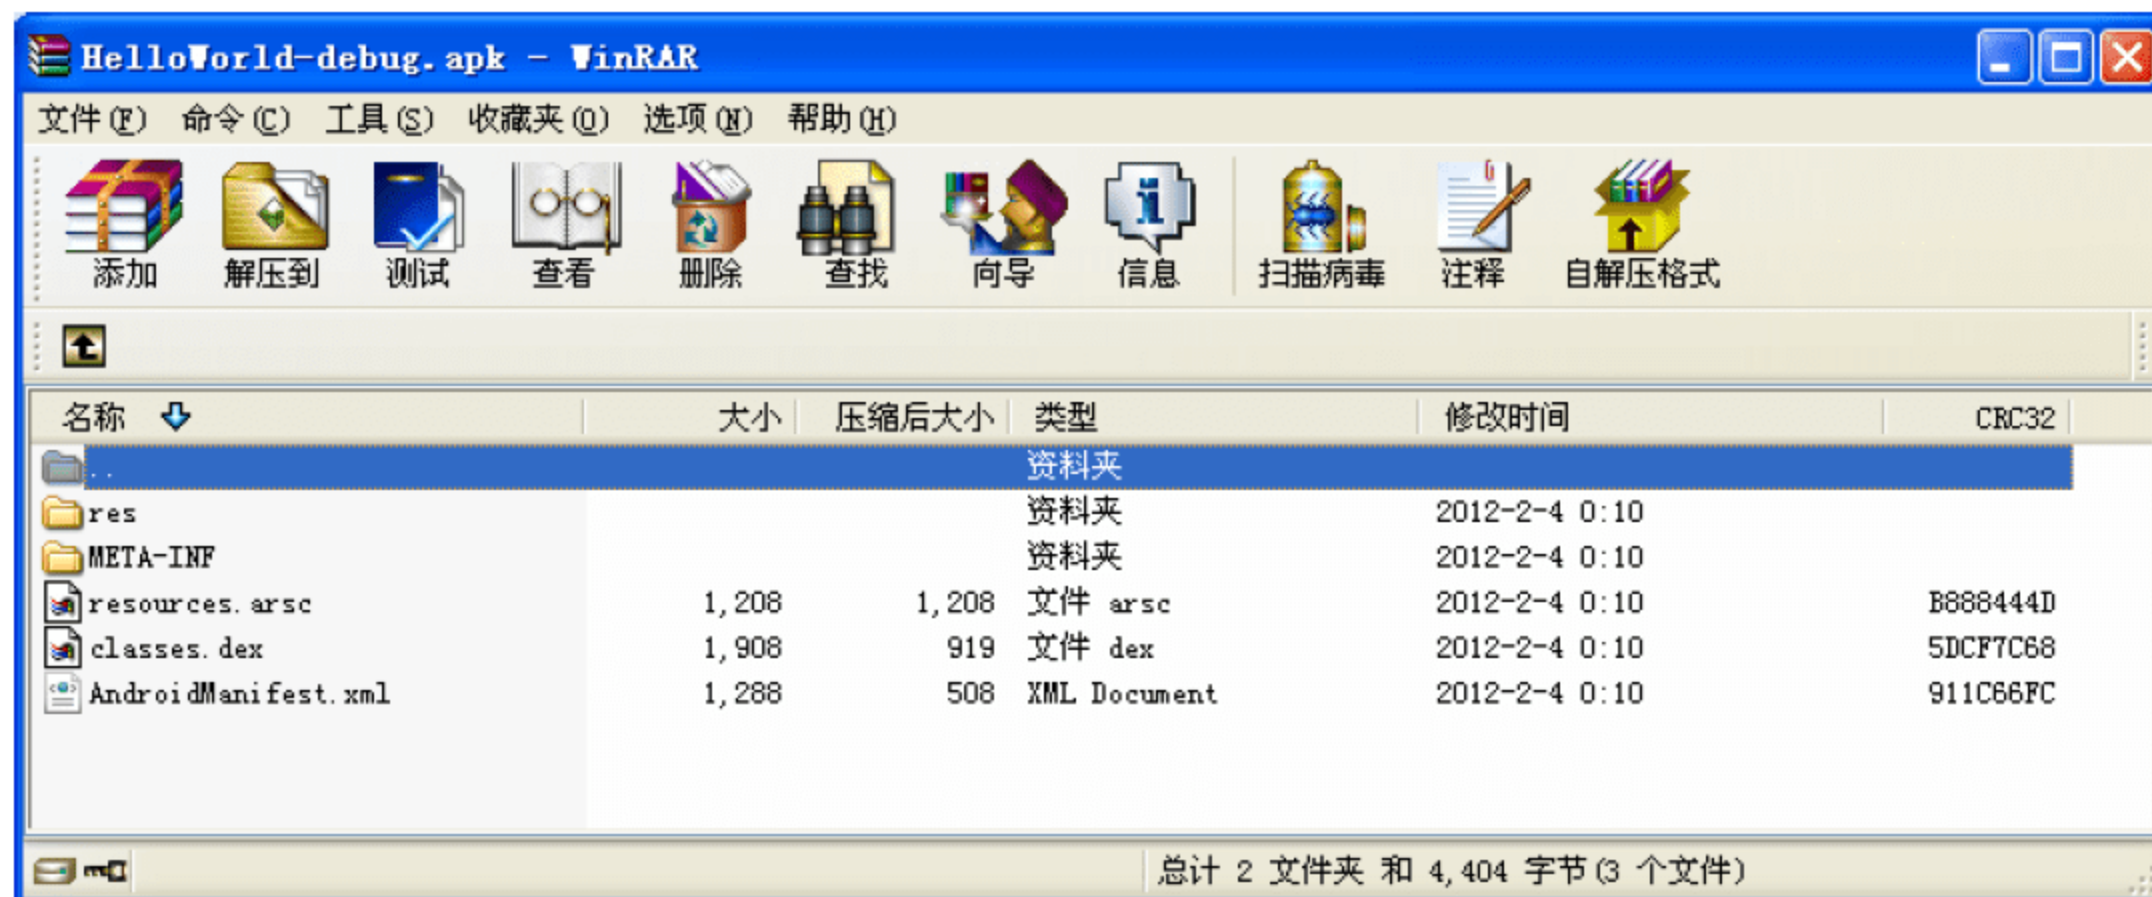 HelloWorld-debug.apk - WinRAR
文件(F) 命令(C) 工具(S) 收藏夹(O) 选项(N) 帮助(H)
添加 解压到 测试 查看 删除 查找 向导 信息 扫描病毒 注释 自解压格式
名称 大小 压缩后大小 类型 修改时间 CRC32
.. 资料夹
res 资料夹 2012-2-4 0:10
META-INF 资料夹 2012-2-4 0:10
resources.arsc 1,208 1,208 文件 arsc 2012-2-4 0:10 B888444D
classes.dex 1,908 919 文件 dex 2012-2-4 0:10 5DCF7C68
AndroidManifest.xml 1,288 508 XML Document 2012-2-4 0:10 911C66FC
总计 2 文件夹 和 4,404 字节(3 个文件)